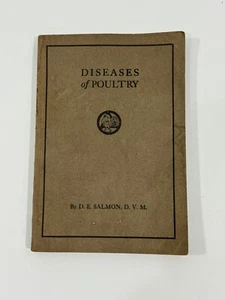 DISEASES
of POULTRY
By D. E. SALMON, D. V. M.